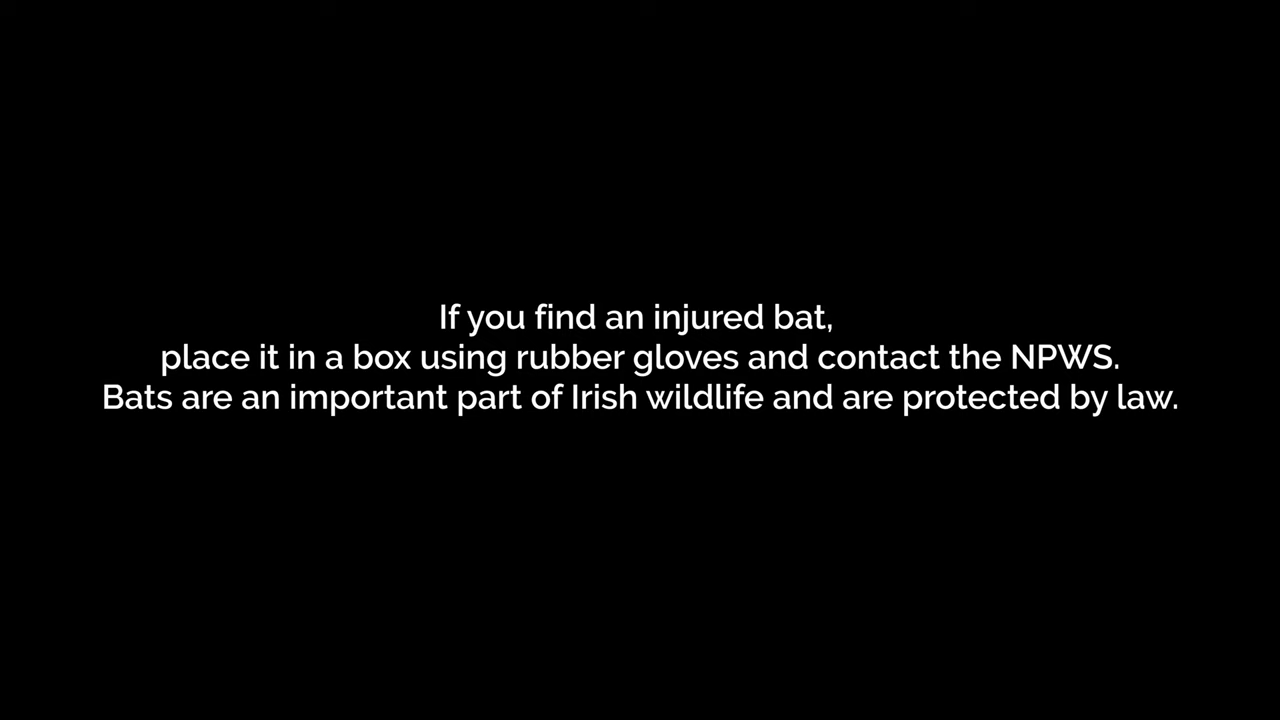 If you find an injured bat,
place it in a box using rubber gloves and contact the NPWS.
Bats are an important part of Irish wildlife and are protected by law.